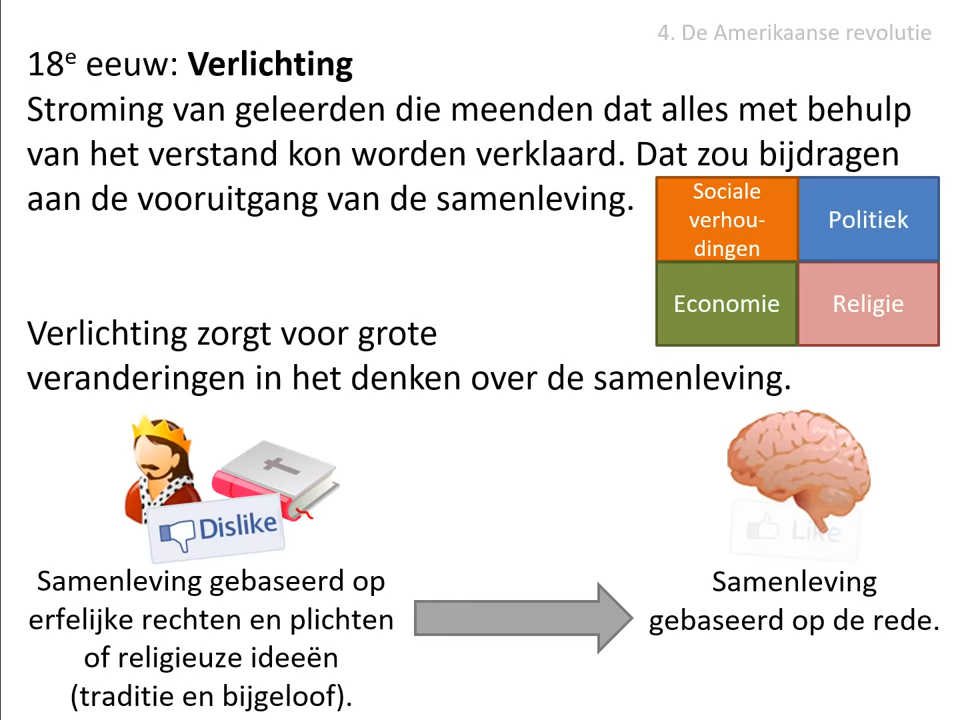 4. De Amerikaanse revolutie
18e eeuw: Verlichting
Stroming van geleerden die meenden dat alles met behulp
van het verstand kon worden verklaard. Dat zou bijdragen
aan de vooruitgang van de samenleving.
Sociale
verhou-
dingen
Politiek
Economie
Religie
Verlichting zorgt voor grote
veranderingen in het denken over de samenleving.
Dislike
Like
Samenleving gebaseerd op
erfelijke rechten en plichten
of religieuze ideeën
(traditie en bijgeloof).
Samenleving
gebaseerd op de rede.